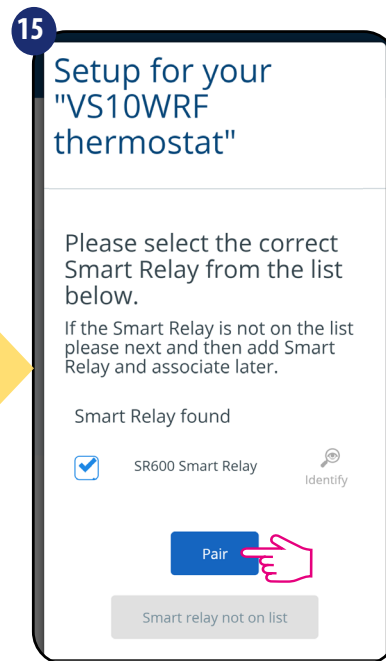 15
Setup for your
"VS10WRF
thermostat"
Please select the correct
Smart Relay from the list
below.
If the Smart Relay is not on the list
please next and then add Smart
Relay and associate later.
Smart Relay found
SR600 Smart Relay
Identify
Pair
Smart relay not on list